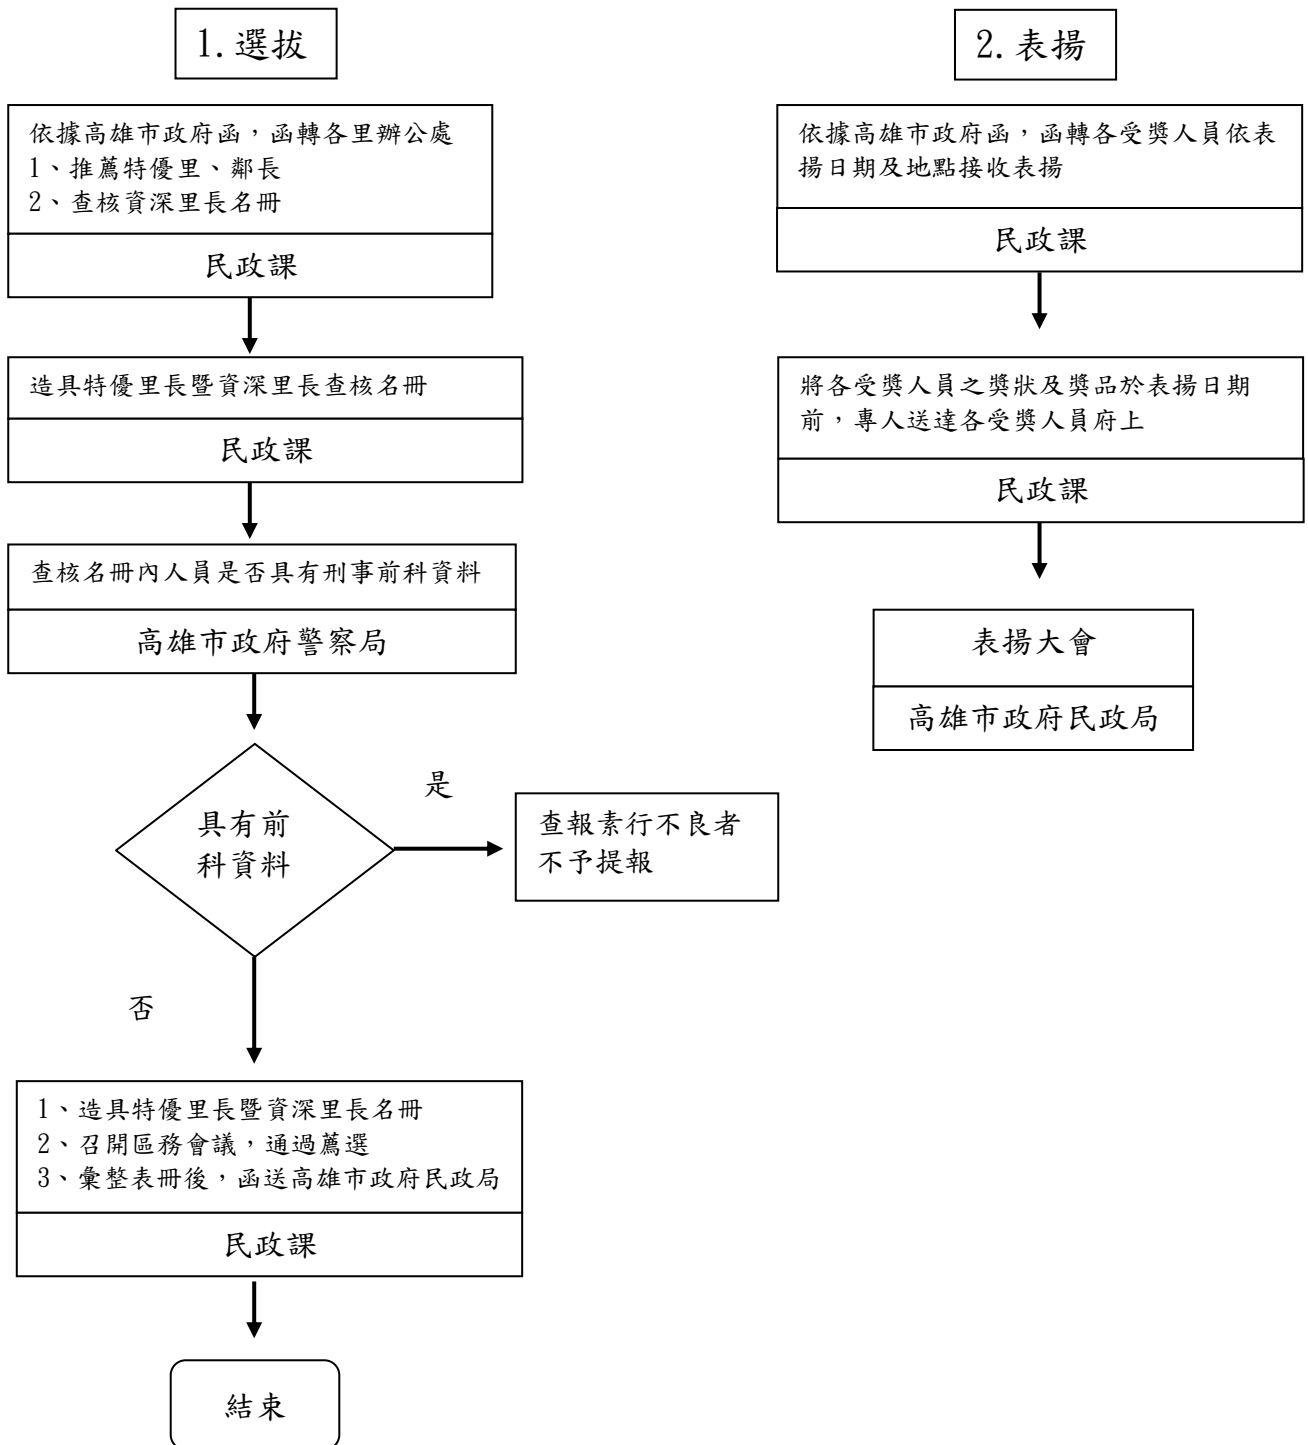 1.選拔
依據高雄市政府函，函轉各里辦公處
1、推薦特優里、鄰長
2、查核資深里長名冊
民政課
造具特優里長暨資深里長查核名冊
民政課
查核名冊內人員是否具有刑事前科資料
高雄市政府警察局
具有前
科資料
是
查報素行不良者
不予提報
否
1、造具特優里長暨資深里長名冊
2、召開區務會議，通過薦選
3、彙整表冊後，函送高雄市政府民政局
民政課
結束
2.表揚
依據高雄市政府函，函轉各受獎人員依表
揚日期及地點接收表揚
民政課
將各受獎人員之獎狀及獎品於表揚日期
前，專人送達各受獎人員府上
民政課
表揚大會
高雄市政府民政局